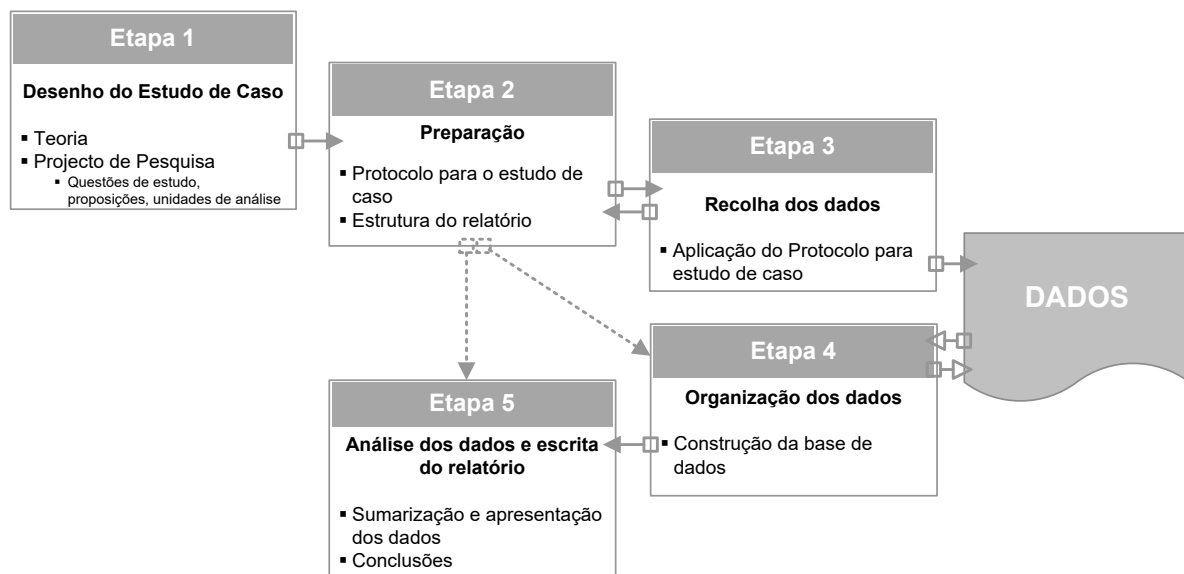 Etapa 1
Desenho do Estudo de Caso
▪ Teoria
▪ Projecto de Pesquisa
▪ Questões de estudo,
proposições, unidades de análise
Etapa 2
Preparação
▪ Protocolo para o estudo de
caso
▪ Estrutura do relatório
Etapa 3
Recolha dos dados
▪ Aplicação do Protocolo para
estudo de caso
DADOS
Etapa 4
Organização dos dados
▪ Construção da base de
dados
Etapa 5
Análise dos dados e escrita
do relatório
▪ Sumarização e apresentação
dos dados
▪ Conclusões